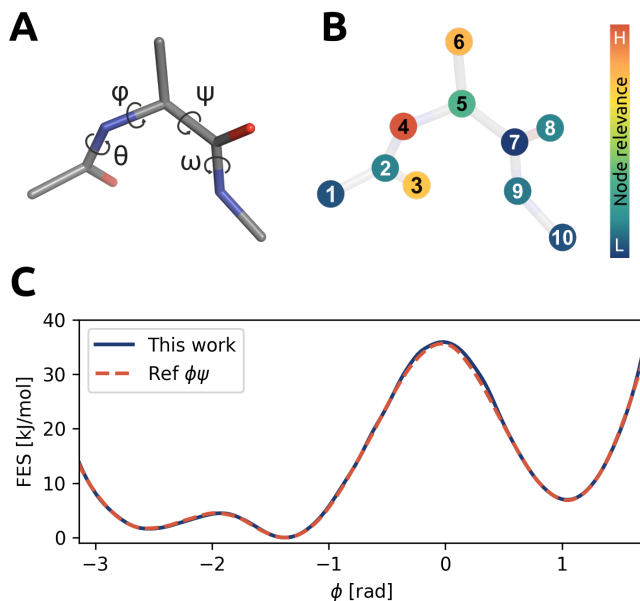 A
φ
ψ
θ
ω
B
6
5
4
7
8
2
3
9
1
10
H
Node relevance
L
C
40
30
20
10
0
FES [kJ/mol]
This work
Ref ϕψ
−3
−2
−1
0
1
ϕ [rad]